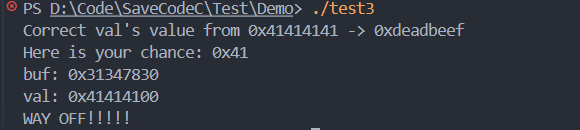 PS D:\Code\SaveCodeC\Test\Demo> ./test3
Correct val's value from 0x41414141 -> 0xdeadbeef
Here is your chance: 0x41
buf: 0x31347830
val: 0x41414100
WAY OFF!!!!!